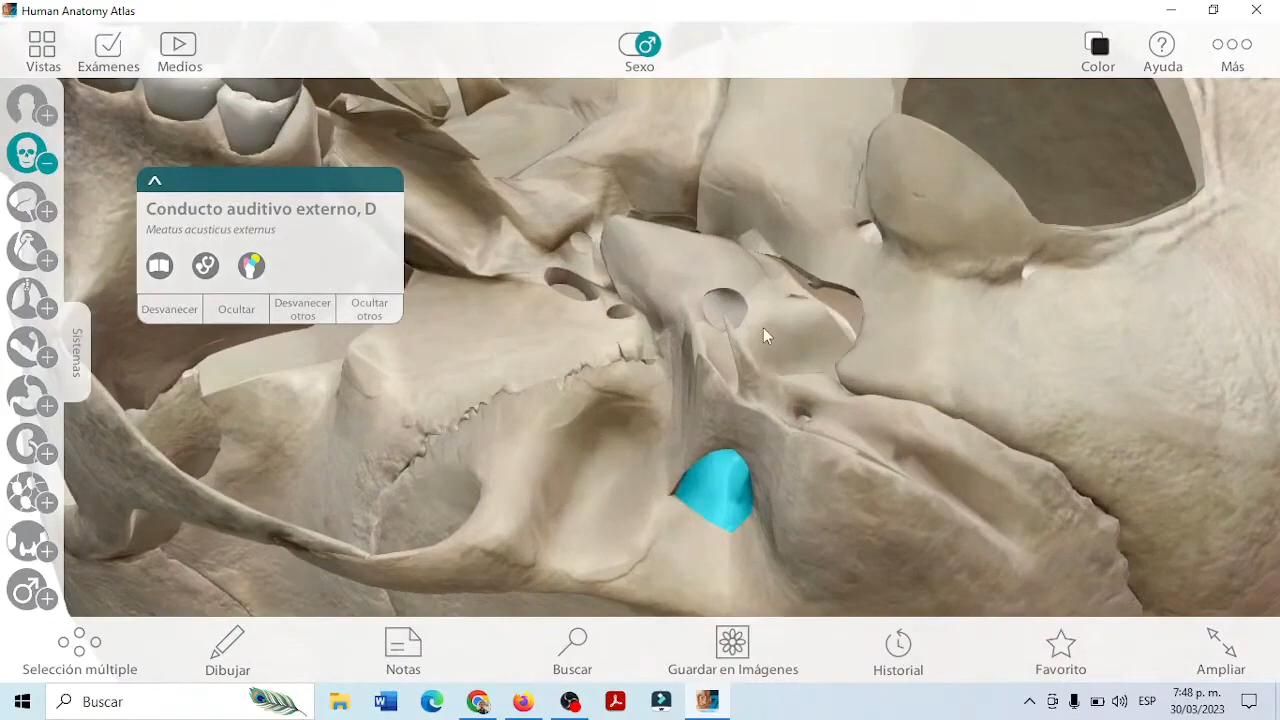 Human Anatomy Atlas
Vistas
Exámenes
Medios
Sexo
Color
Ayuda
Más
Conducto auditivo externo, D
Meatus acusticus externus
Desvanecer
Ocultar
Desvanecer otros
Ocultar otros
Sistemas
Selección múltiple
Dibujar
Notas
Buscar
Guardar en Imágenes
Historial
Favorito
Ampliar
Buscar
7:48 p. m.
30/03/2023